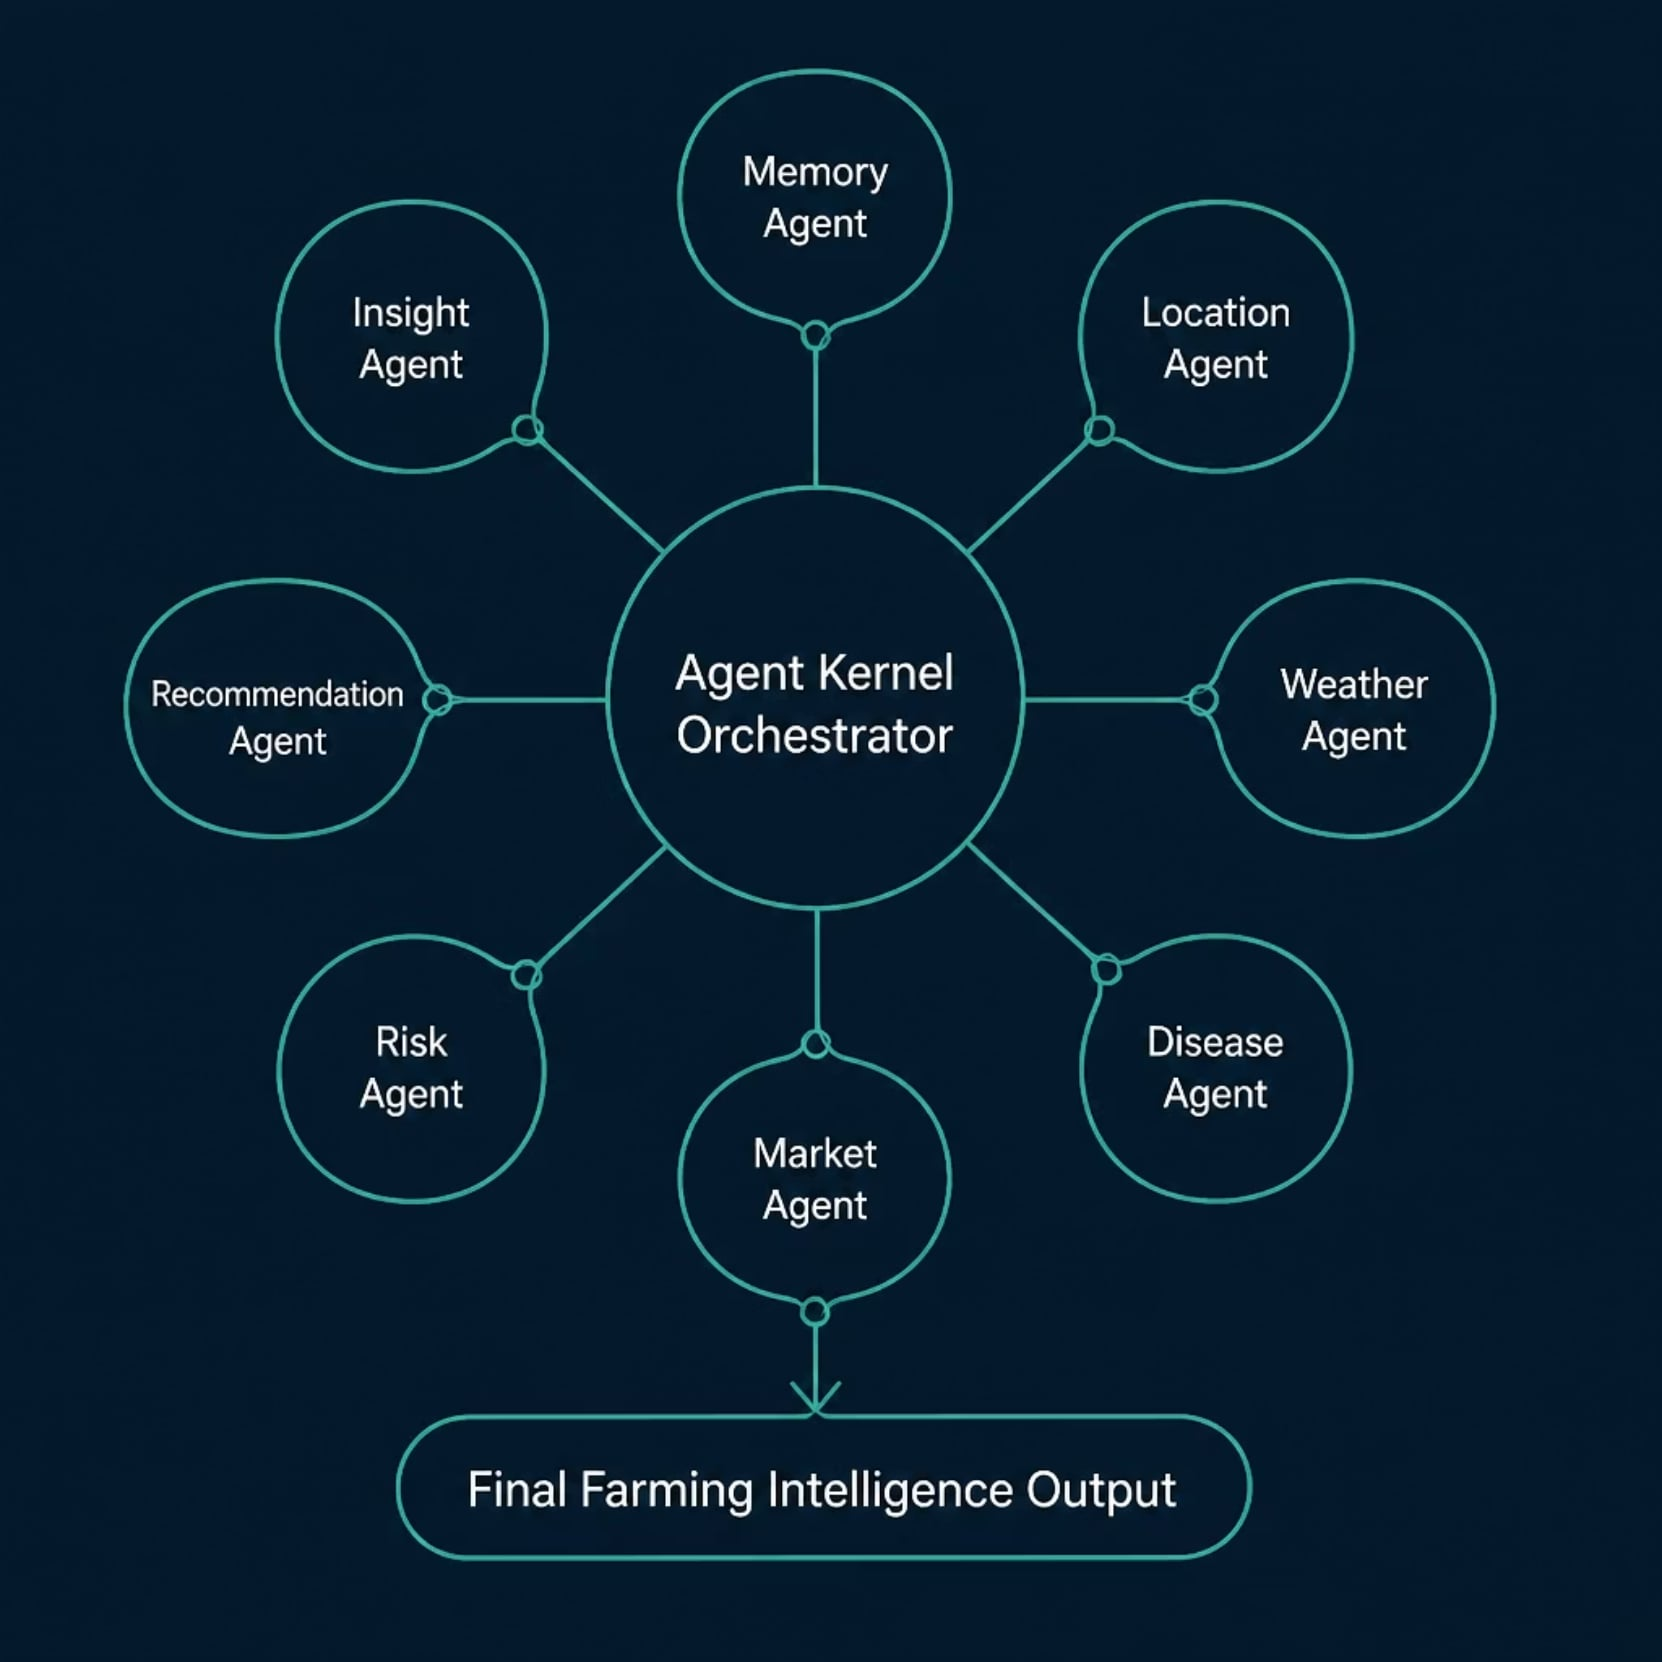 Memory
Agent
Insight
Agent
Location
Agent
Agent Kernel
Orchestrator
Recommendation
Agent
Weather
Agent
Risk
Agent
Disease
Agent
Market
Agent
Final Farming Intelligence Output